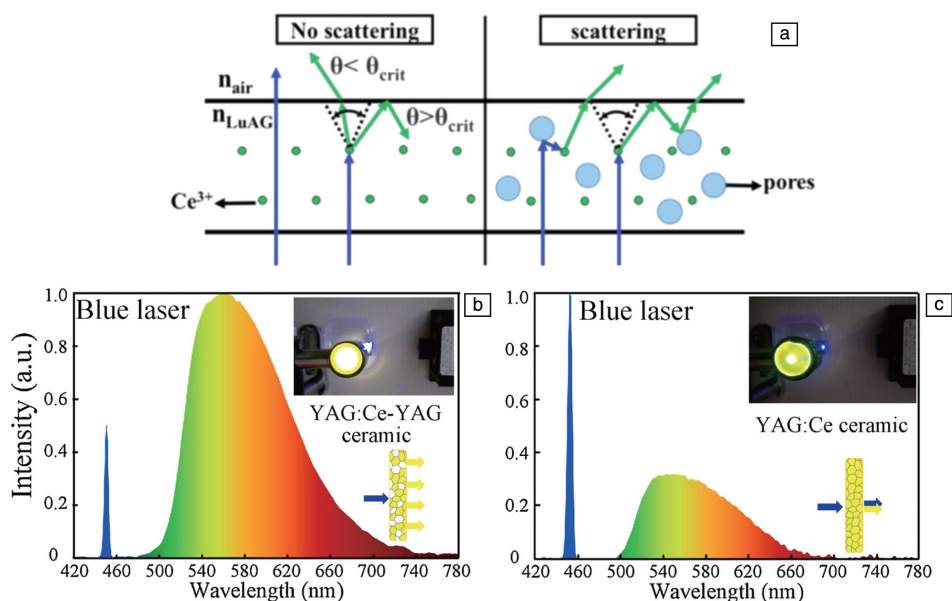 No scattering
scattering
a
n_air
θ< θ_crit
n_LuAG
θ>θ_crit
Ce³⁺
pores
b
Blue laser
YAG:Ce-YAG
ceramic
Intensity (a.u.)
1.0
0.8
0.6
0.4
0.2
0
420 460 500 540 580 620 660 700 740 780
Wavelength (nm)
c
Blue laser
YAG:Ce ceramic
1.0
0.8
0.6
0.4
0.2
0
420 460 500 540 580 620 660 700 740 780
Wavelength (nm)